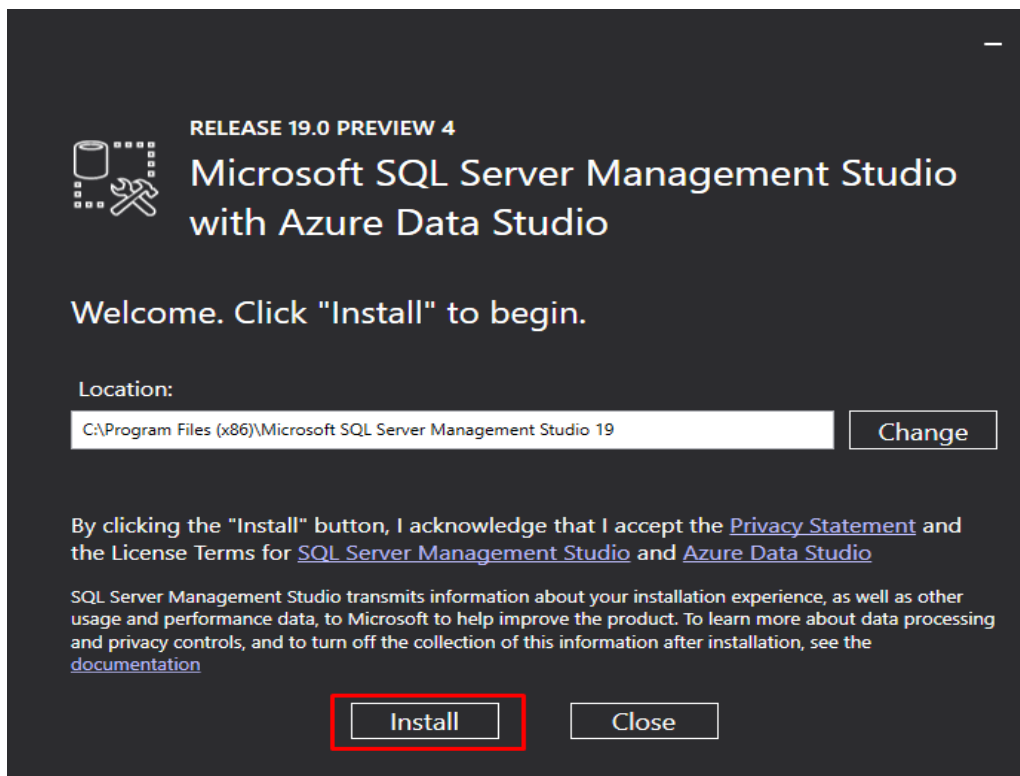 RELEASE 19.0 PREVIEW 4
Microsoft SQL Server Management Studio
with Azure Data Studio
Welcome. Click "Install" to begin.
Location:
C:\Program Files (x86)\Microsoft SQL Server Management Studio 19
Change
By clicking the "Install" button, I acknowledge that I accept the Privacy Statement and
the License Terms for SQL Server Management Studio and Azure Data Studio
SQL Server Management Studio transmits information about your installation experience, as well as other
usage and performance data, to Microsoft to help improve the product. To learn more about data processing
and privacy controls, and to turn off the collection of this information after installation, see the
documentation
Install
Close